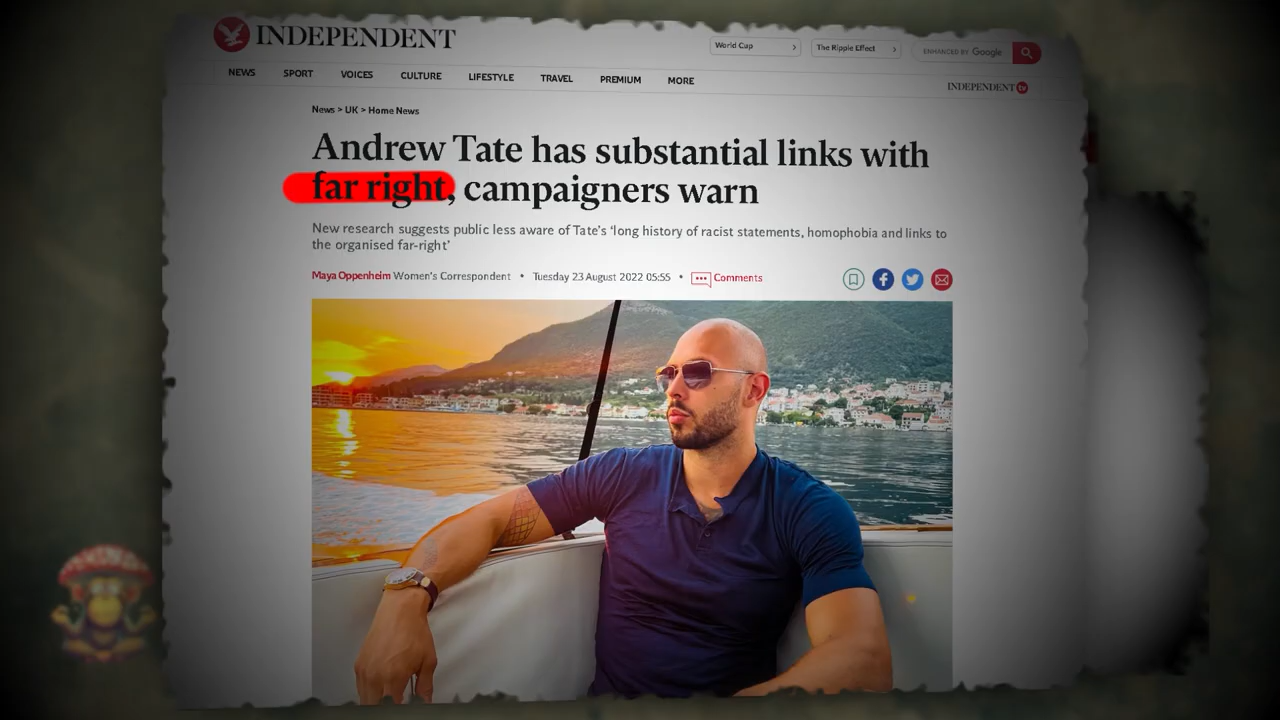 INDEPENDENT
World Cup
The Ripple Effect
ENHANCED BY Google
NEWS SPORT VOICES CULTURE LIFESTYLE TRAVEL PREMIUM MORE
INDEPENDENT tv
News > UK > Home News
Andrew Tate has substantial links with
far right, campaigners warn
New research suggests public less aware of Tate's ‘long history of racist statements, homophobia and links to
the organised far-right’
Maya Oppenheim Women's Correspondent • Tuesday 23 August 2022 05:55 • Comments